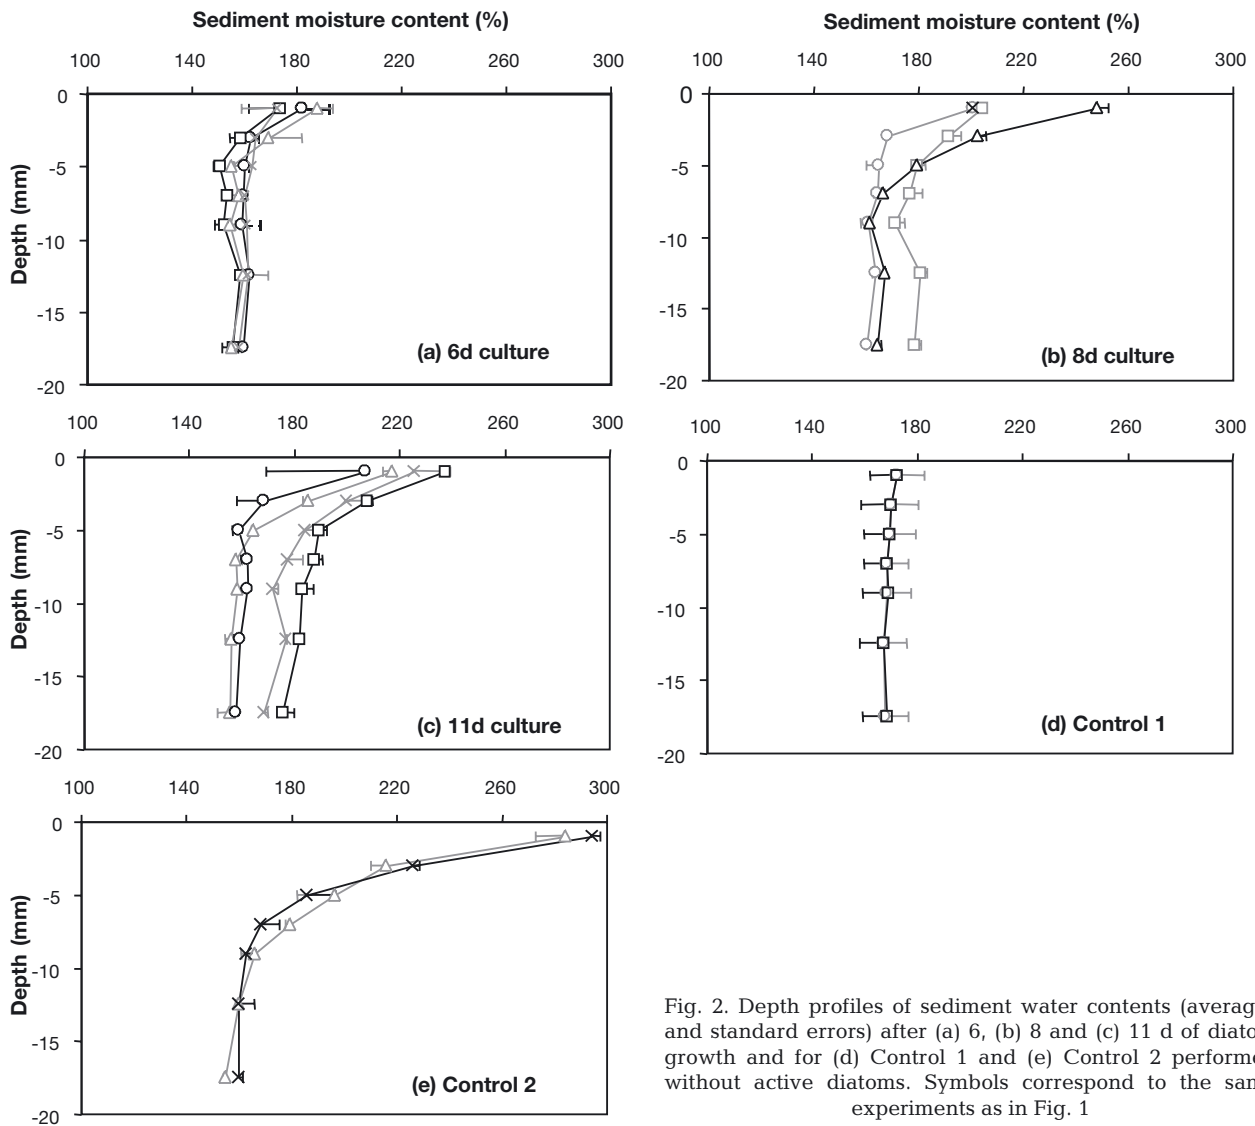 Sediment moisture content (%)
100 140 180 220 260 300
0
-5
-10
-15
-20
Depth (mm)
(a) 6d culture
Sediment moisture content (%)
100 140 180 220 260 300
0
-5
-10
-15
-20
(b) 8d culture
100 140 180 220 260 300
0
-5
-10
-15
-20
Depth (mm)
(c) 11d culture
100 140 180 220 260 300
0
-5
-10
-15
-20
(d) Control 1
100 180 220 260 300
0
-5
-10
-15
-20
Depth (mm)
(e) Control 2
Fig. 2. Depth profiles of sediment water contents (averag
and standard errors) after (a) 6, (b) 8 and (c) 11 d of diato
growth and for (d) Control 1 and (e) Control 2 performe
without active diatoms. Symbols correspond to the sam
experiments as in Fig. 1